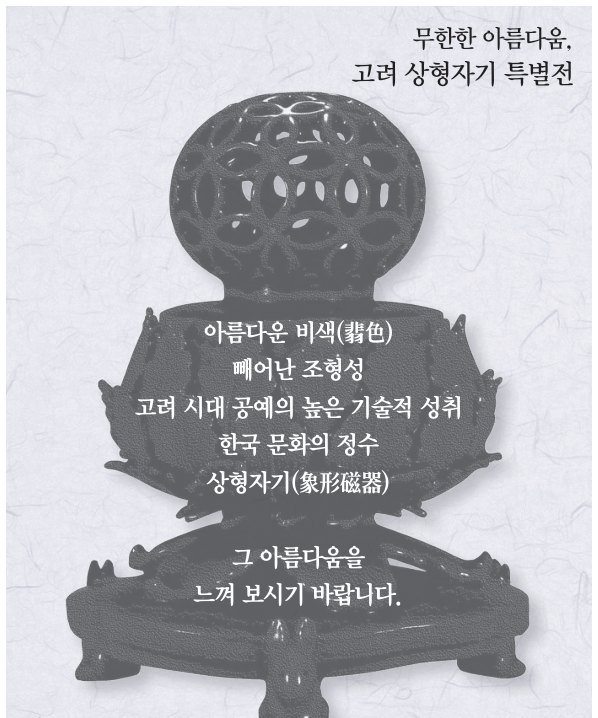 무한한 아름다움,
고려 상형자기 특별전
아름다운 비색(翡色)
빼어난 조형성
고려 시대 공예의 높은 기술적 성취
한국 문화의 정수
상형자기(象形磁器)
그 아름다움을
느껴 보시기 바랍니다.